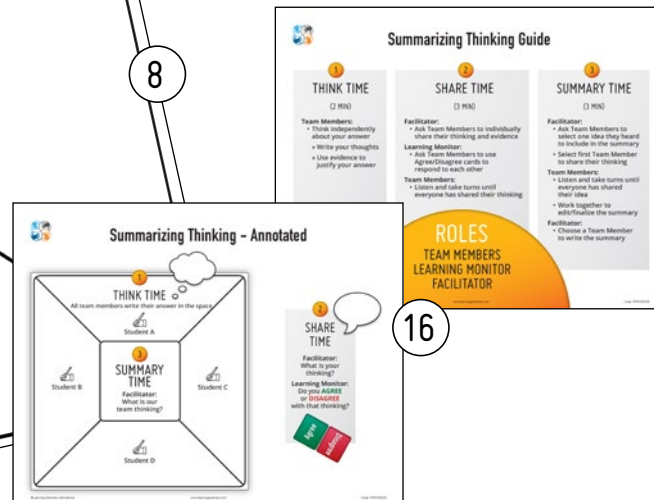 8
Summarizing Thinking Guide
1
THINK TIME
(2 MIN)
Team Members:
• Think independently
about your answer
» Write your thoughts
» Use evidence to
justify your answer
2
SHARE TIME
(3 MIN)
Facilitator:
• Ask Team Members to individually
share their thinking and evidence
Learning Monitor:
• Ask Team Members to use
Agree/Disagree cards to
respond to each other
Team Members:
• Listen and take turns until
everyone has shared their thinking
3
SUMMARY TIME
(3 MIN)
Facilitator:
• Ask Team Members to
select one idea they heard
to include in the summary
• Select first Team Member
to share their thinking
Team Members:
• Listen and take turns until
everyone has shared
their idea
• Work together to
edit/finalize the summary
Facilitator:
• Choose a Team Member
to write the summary
ROLES
TEAM MEMBERS
LEARNING MONITOR
FACILITATOR
16
Summarizing Thinking – Annotated
1
THINK TIME
All team members write their answer in the space
Student A
Student B
3
SUMMARY
TIME
Facilitator:
What is our
team thinking?
Student C
Student D
2
SHARE
TIME
Facilitator:
What is your
thinking?
Learning Monitor:
Do you AGREE
or DISAGREE
with that thinking?
Agree
Disagree